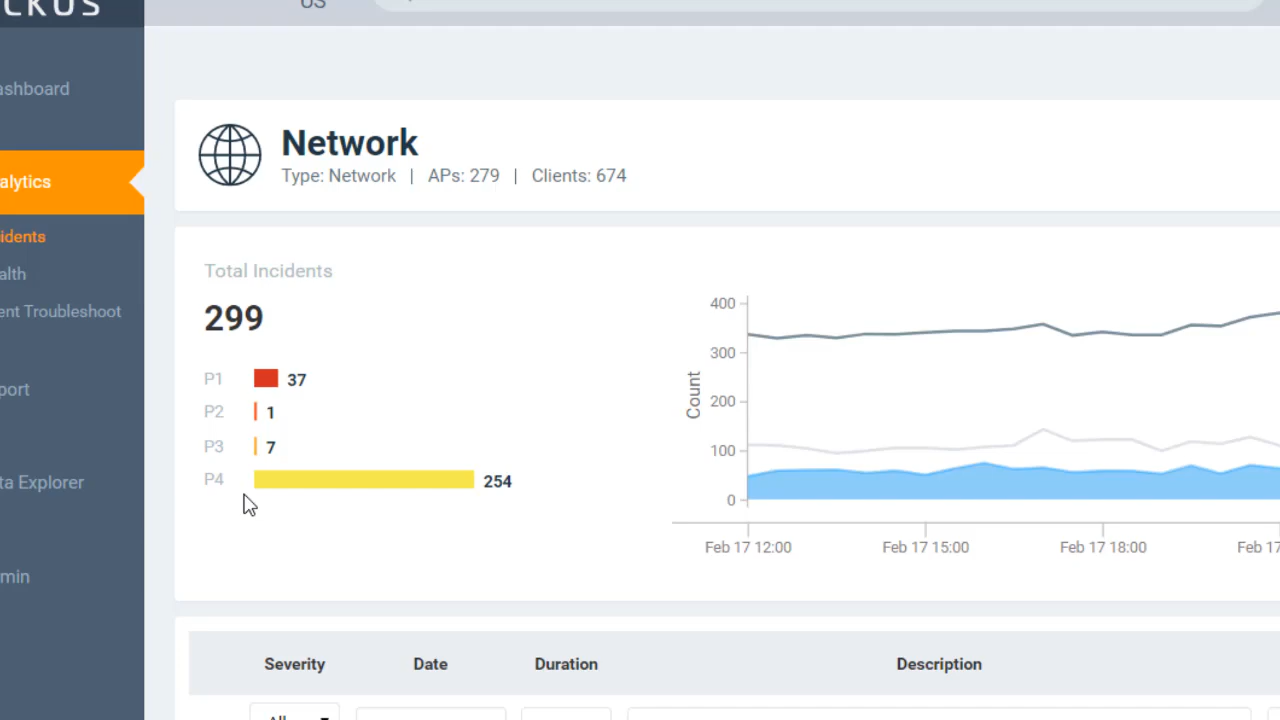 CKUS
US
ashboard
alytics
idents
alth
ent Troubleshoot
port
ta Explorer
min
Network
Type: Network | APs: 279 | Clients: 674
Total Incidents
299
P1 37
P2 1
P3 7
P4 254
Count
400
300
200
100
0
Feb 17 12:00 Feb 17 15:00 Feb 17 18:00 Feb 17
Severity Date Duration Description
All